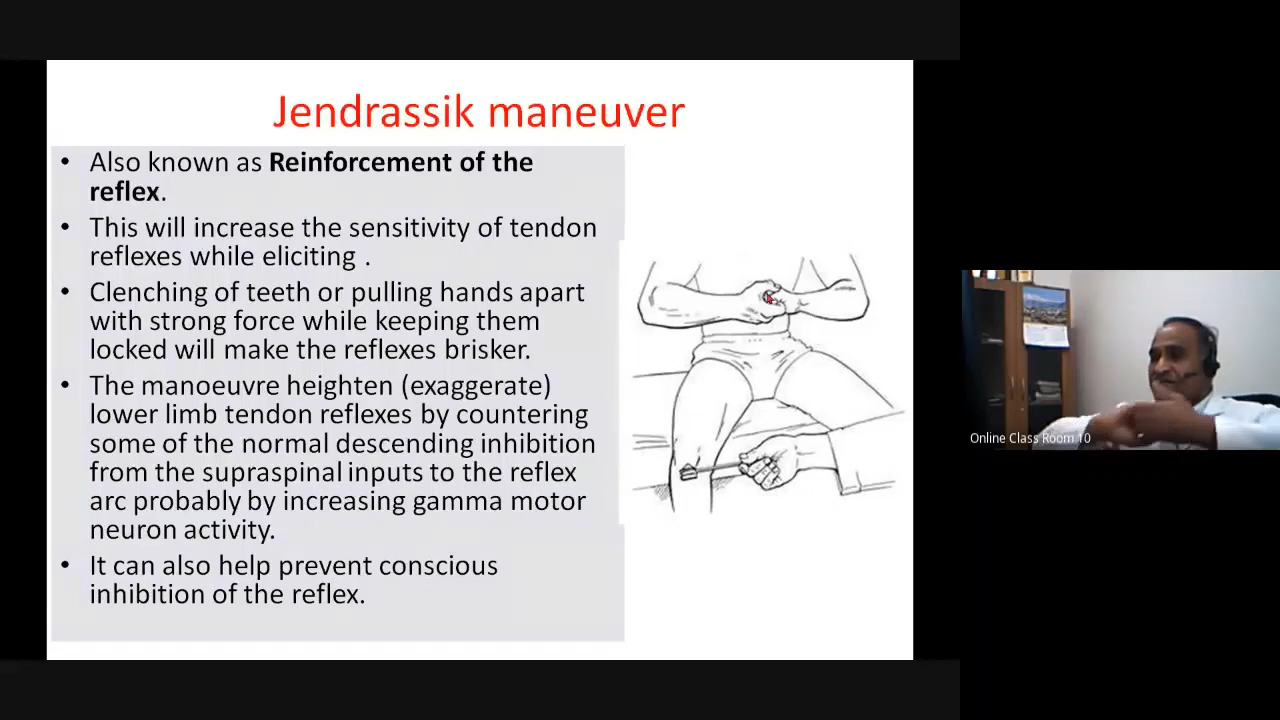 Jendrassik maneuver
• Also known as Reinforcement of the
reflex.
• This will increase the sensitivity of tendon
reflexes while eliciting .
• Clenching of teeth or pulling hands apart
with strong force while keeping them
locked will make the reflexes brisker.
• The manoeuvre heighten (exaggerate)
lower limb tendon reflexes by countering
some of the normal descending inhibition
from the supraspinal inputs to the reflex
arc probably by increasing gamma motor
neuron activity.
• It can also help prevent conscious
inhibition of the reflex.
Online Class Room 10